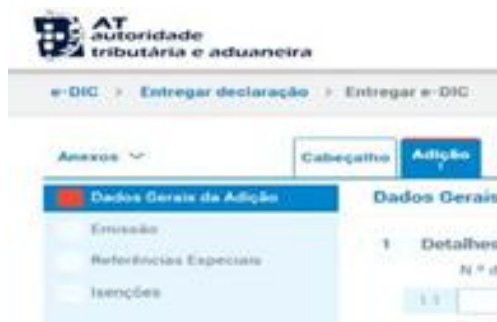 AT
autoridade
tributária e aduaneira
e-DIC > Entregar declaração > Entregar e-DIC
Anexos
Cabeçalho
Adição
1
Dados Gerais da Adição
Dados Gerais
Emissão
1 Detalhes
Referências Especiais
N.º d
Isenções
1.1